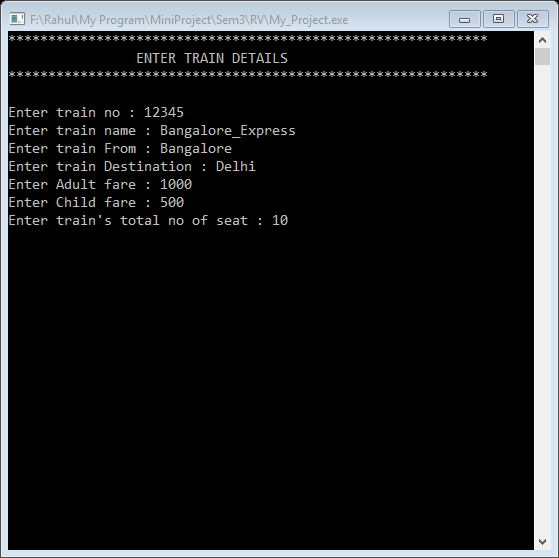 F:\Rahul\My Program\MiniProject\Sem3\RV\My_Project.exe
************************************************************
ENTER TRAIN DETAILS
************************************************************
Enter train no : 12345
Enter train name : Bangalore_Express
Enter train From : Bangalore
Enter train Destination : Delhi
Enter Adult fare : 1000
Enter Child fare : 500
Enter train's total no of seat : 10